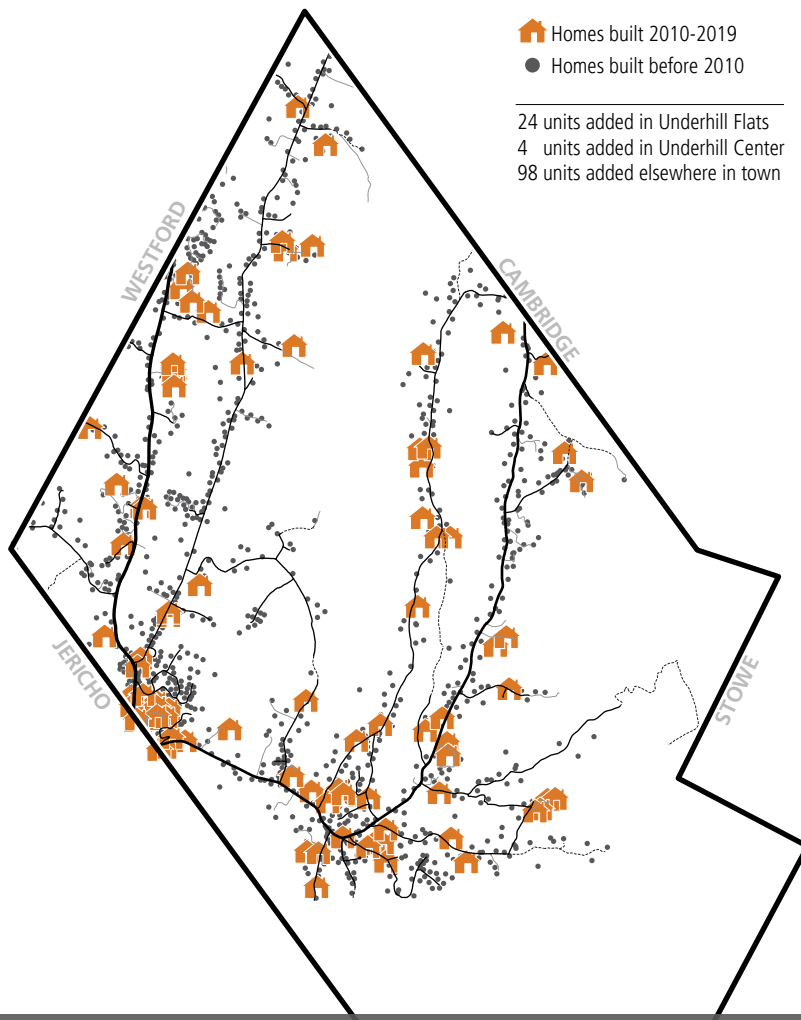 Homes built 2010-2019
Homes built before 2010
24 units added in Underhill Flats
4 units added in Underhill Center
98 units added elsewhere in town
WESTFORD
CAMBRIDGE
JERICHO
STOWE